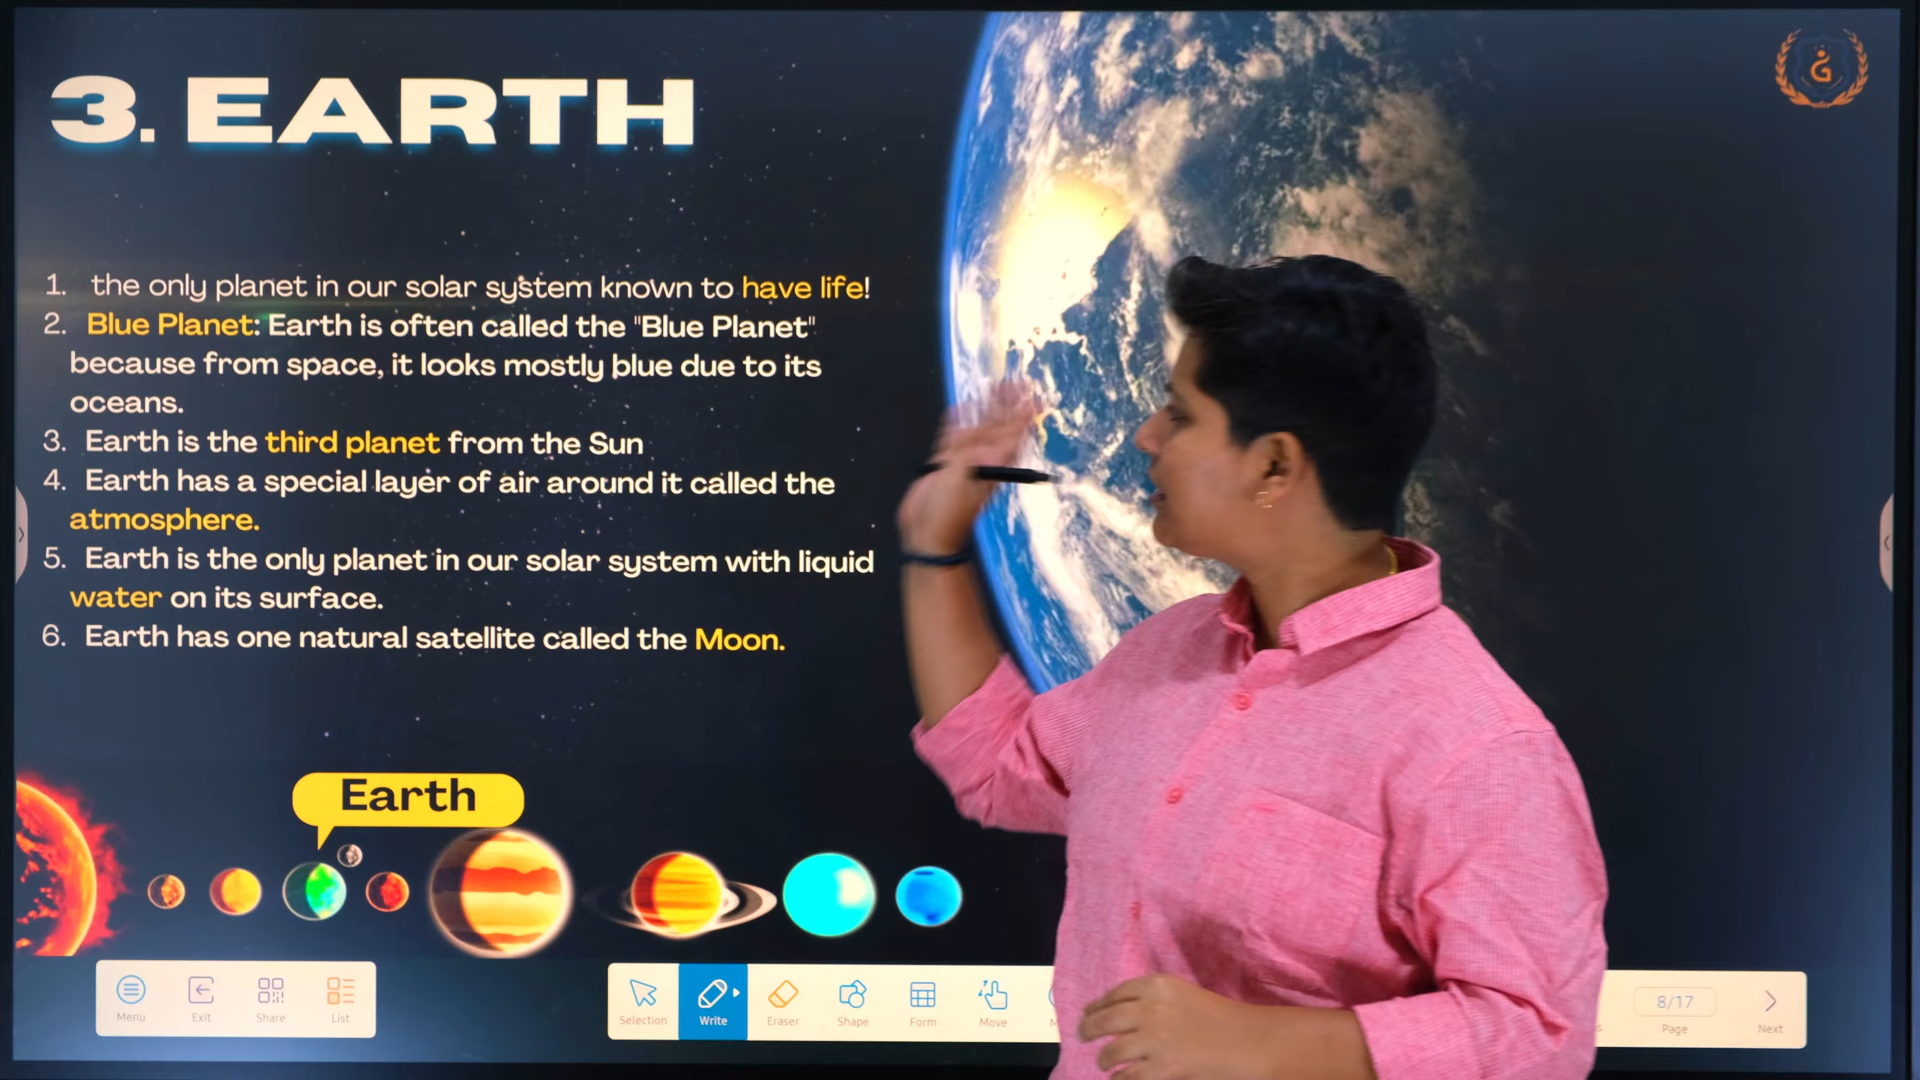 3. EARTH
1. the only planet in our solar system known to have life!
2. Blue Planet: Earth is often called the "Blue Planet"
because from space, it looks mostly blue due to its
oceans.
3. Earth is the third planet from the Sun
4. Earth has a special layer of air around it called the
atmosphere.
5. Earth is the only planet in our solar system with liquid
water on its surface.
6. Earth has one natural satellite called the Moon.
Earth
Menu Exit Share List Selection Write Eraser Shape Form Move 8/17
Page Next